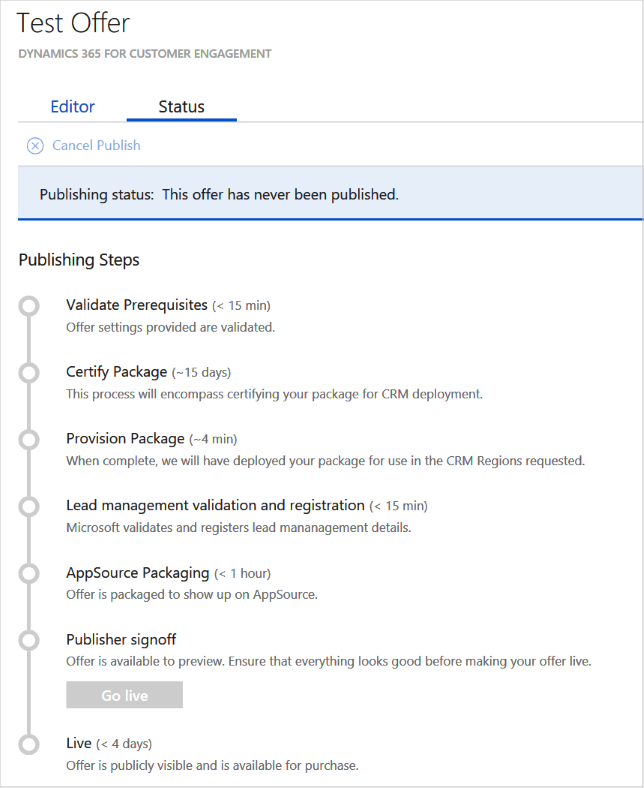 Test Offer
DYNAMICS 365 FOR CUSTOMER ENGAGEMENT
Editor Status
Cancel Publish
Publishing status: This offer has never been published.
Publishing Steps
Validate Prerequisites (< 15 min)
Offer settings provided are validated.
Certify Package (~15 days)
This process will encompass certifying your package for CRM deployment.
Provision Package (~4 min)
When complete, we will have deployed your package for use in the CRM Regions requested.
Lead management validation and registration (< 15 min)
Microsoft validates and registers lead mananagement details.
AppSource Packaging (< 1 hour)
Offer is packaged to show up on AppSource.
Publisher signoff
Offer is available to preview. Ensure that everything looks good before making your offer live.
Go live
Live (< 4 days)
Offer is publicly visible and is available for purchase.